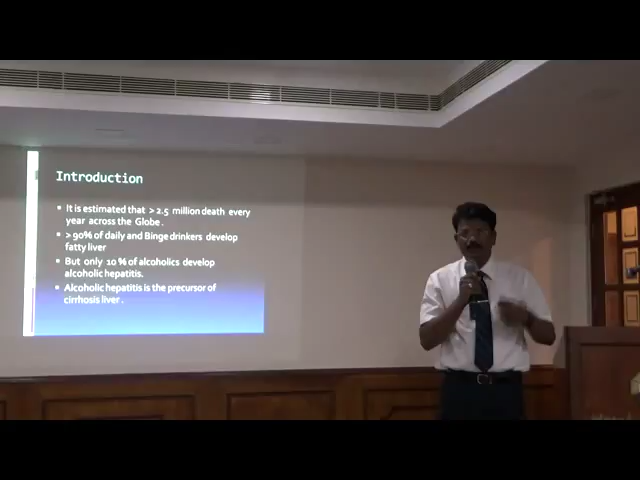 Introduction
It is estimated that > 2.5 million death every
year across the Globe .
> 90% of daily and Binge drinkers develop
fatty liver
But only 10 % of alcoholics develop
alcoholic hepatitis.
Alcoholic hepatitis is the precursor of
cirrhosis liver .